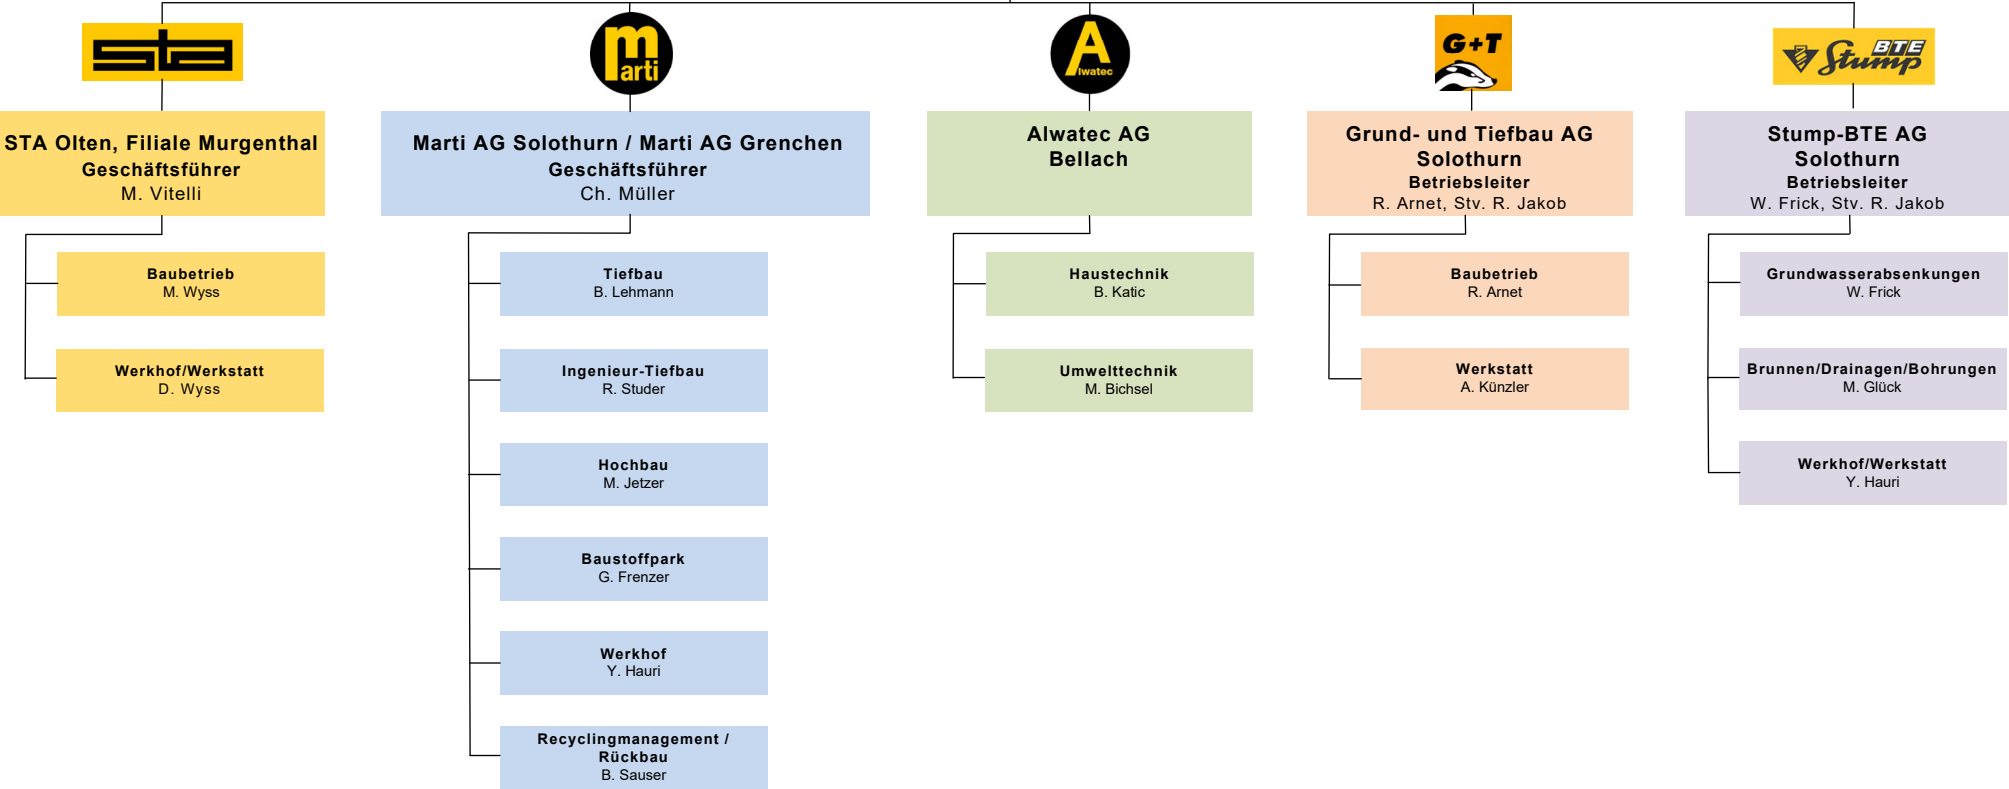 sta
marti
Alwatec
G+T
BTE
Stump
STA Olten, Filiale Murgenthal
Geschäftsführer
M. Vitelli
Baubetrieb
M. Wyss
Werkhof/Werkstatt
D. Wyss
Marti AG Solothurn / Marti AG Grenchen
Geschäftsführer
Ch. Müller
Tiefbau
B. Lehmann
Ingenieur-Tiefbau
R. Studer
Hochbau
M. Jetzer
Baustoffpark
G. Frenzer
Werkhof
Y. Hauri
Recyclingmanagement /
Rückbau
B. Sauser
Alwatec AG
Bellach
Haustechnik
B. Katic
Umwelttechnik
M. Bichsel
Grund- und Tiefbau AG
Solothurn
Betriebsleiter
R. Arnet, Stv. R. Jakob
Baubetrieb
R. Arnet
Werkstatt
A. Künzler
Stump-BTE AG
Solothurn
Betriebsleiter
W. Frick, Stv. R. Jakob
Grundwasserabsenkungen
W. Frick
Brunnen/Drainagen/Bohrungen
M. Glück
Werkhof/Werkstatt
Y. Hauri